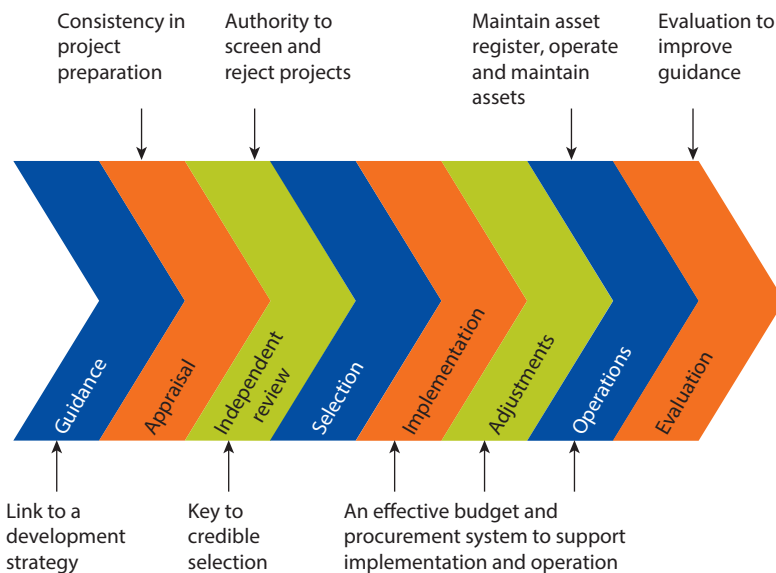 Consistency in
project
preparation
Authority to
screen and
reject projects
Maintain asset
register, operate
and maintain
assets
Evaluation to
improve
guidance
Guidance
Appraisal
Independent
review
Selection
Implementation
Adjustments
Operations
Evaluation
Link to a
development
strategy
Key to
credible
selection
An effective budget and
procurement system to support
implementation and operation